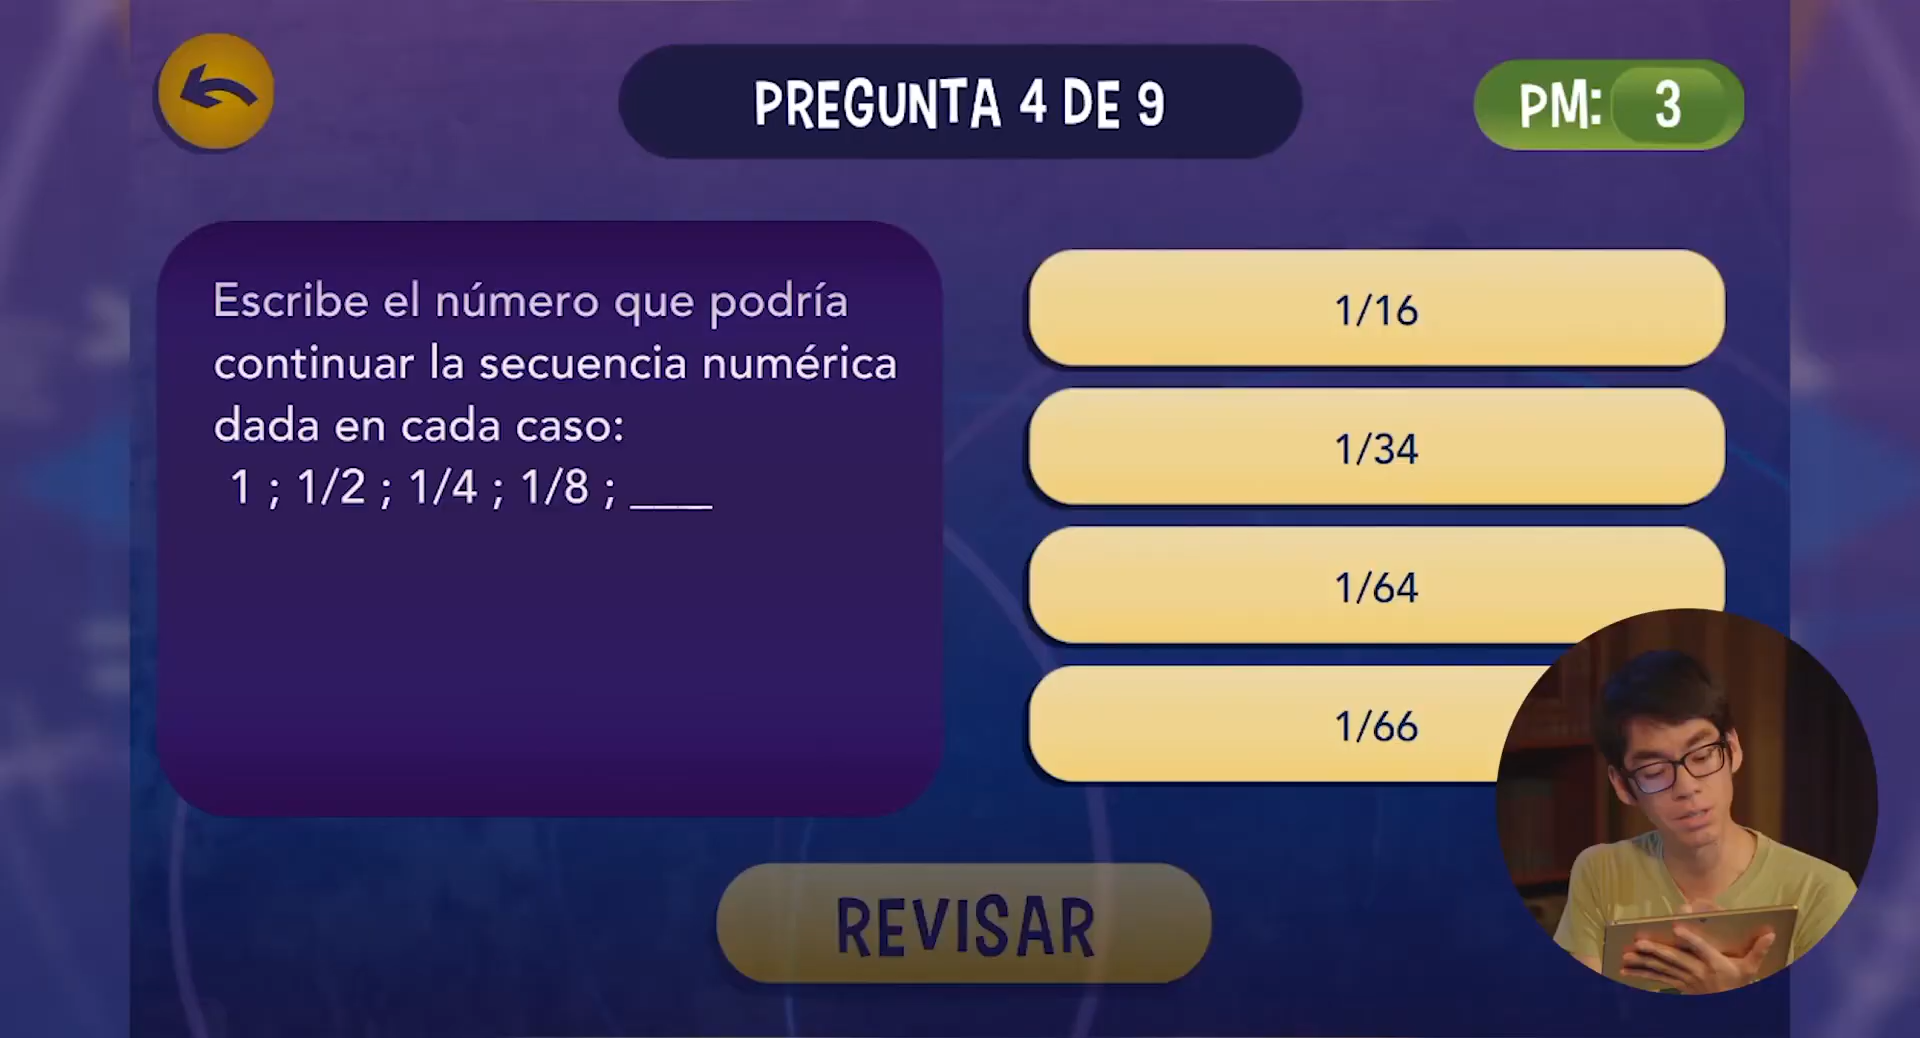 PREGUNTA 4 DE 9
PM: 3
Escribe el número que podría
continuar la secuencia numérica
dada en cada caso:
1 ; 1/2 ; 1/4 ; 1/8 ; ____
1/16
1/34
1/64
1/66
REVISAR